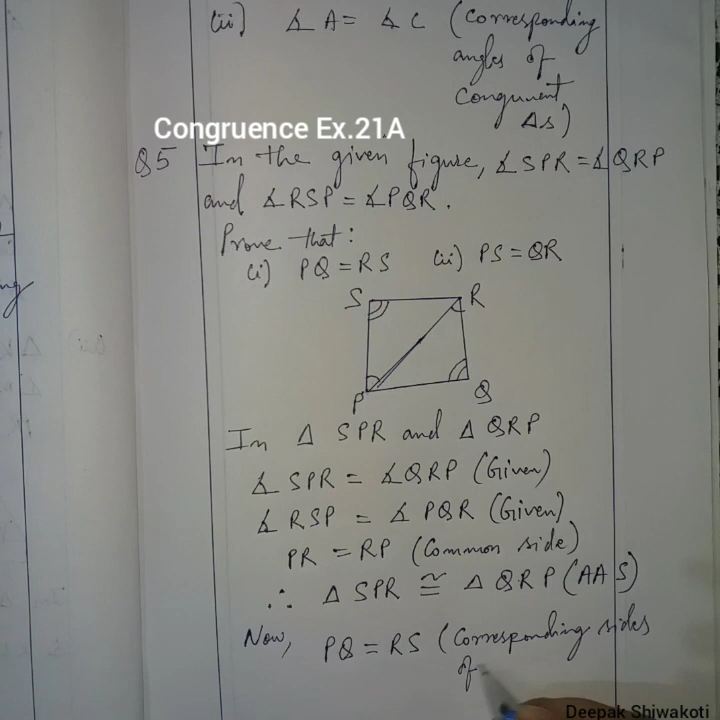 (ii) ∡ A = ∡ C (Corresponding
angles of
Congruent
Δs)
Congruence Ex.21A
Q5 In the given figure, ∡ SPR = ∡ QRP
and ∡ RSP = ∡ PQR.
Prove that:
(i) PQ = RS (ii) PS = QR
S R
P Q
In Δ SPR and Δ QRP
∡ SPR = ∡ QRP (Given)
∡ RSP = ∡ PQR (Given)
PR = RP (Common side)
∴ Δ SPR ≅ Δ QRP (AAS)
Now, PQ = RS (Corresponding sides
of
Deepak Shiwakoti